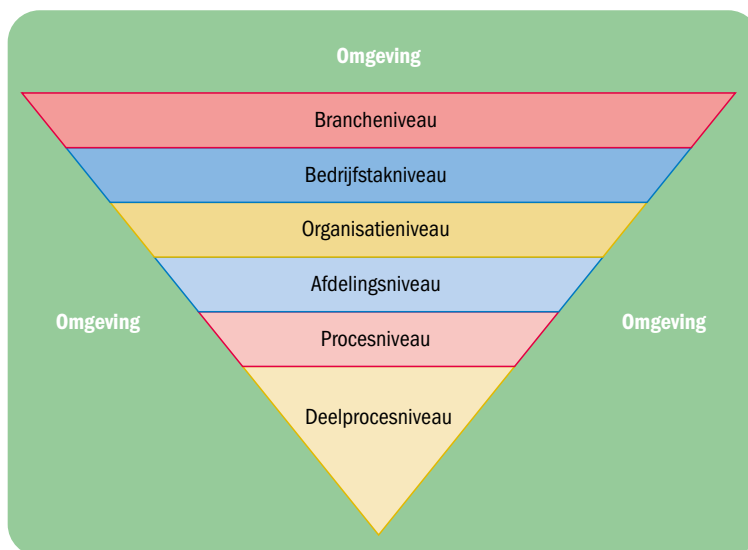 Omgeving
Brancheniveau
Bedrijfstakniveau
Organisatieniveau
Afdelingsniveau
Omgeving
Omgeving
Procesniveau
Deelprocesniveau